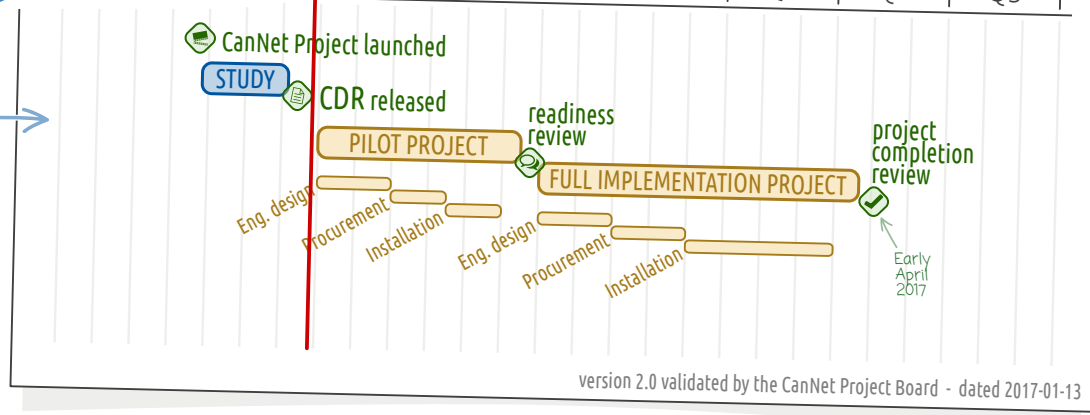 CanNet Project launched
STUDY
CDR released
readiness
review
PILOT PROJECT
project
completion
review
FULL IMPLEMENTATION PROJECT
Eng. design
Procurement
Installation
Eng. design
Procurement
Installation
Early
April
2017
version 2.0 validated by the CanNet Project Board - dated 2017-01-13